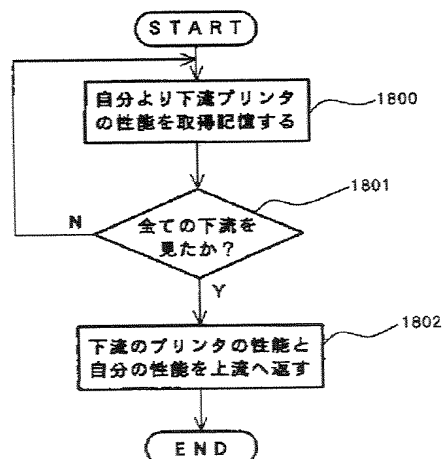 START
自分より下流プリンタ
の性能を取得記憶する
1800
1801
全ての下流を
見たか？
N
Y
1802
下流のプリンタの性能と
自分の性能を上流へ返す
END